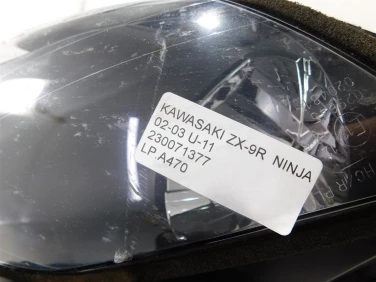 KAWASAKI ZX-9R NINJA
02-03 U-11
230071377
LP.A470